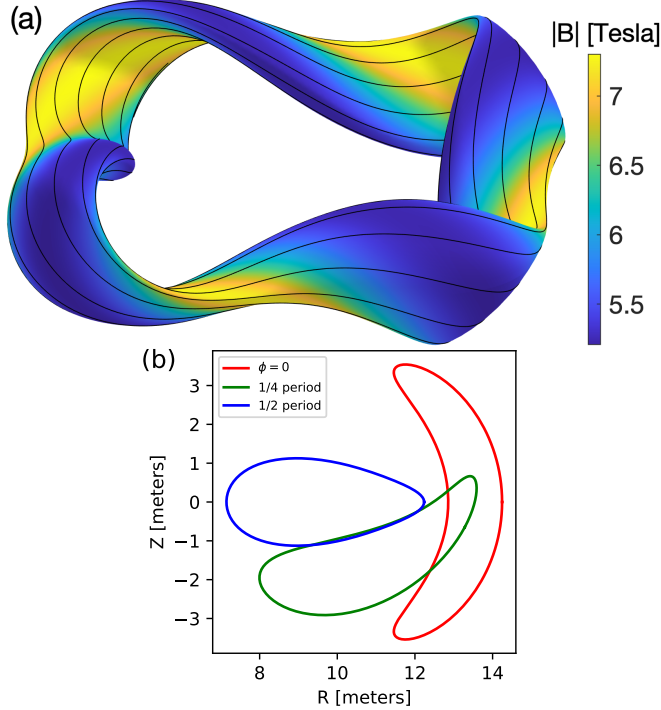 (a)
|B| [Tesla]
7
6.5
6
5.5
(b)
ϕ = 0
1/4 period
1/2 period
3
2
1
0
−1
−2
−3
Z [meters]
8
10
12
14
R [meters]